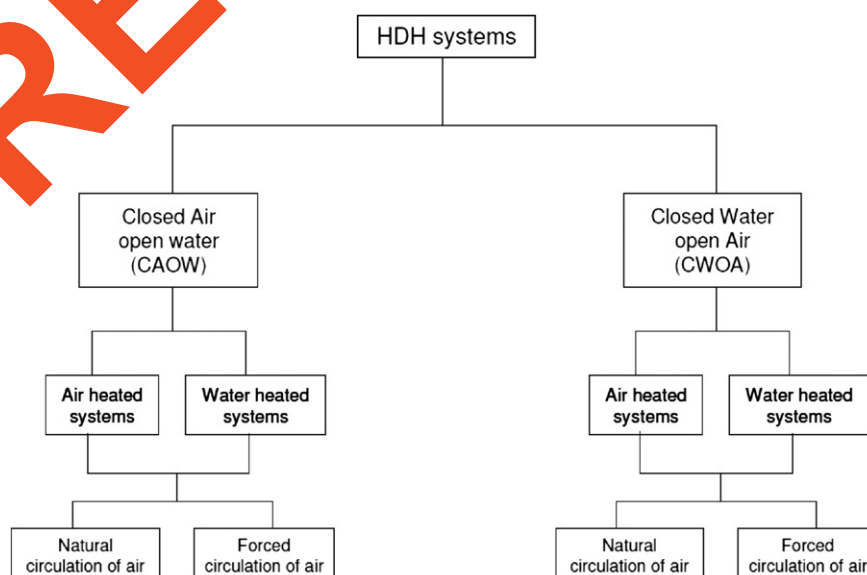 RE
HDH systems
Closed Air
open water
(CAOW)
Closed Water
open Air
(CWOA)
Air heated
systems
Water heated
systems
Air heated
systems
Water heated
systems
Natural
circulation of air
Forced
circulation of air
Natural
circulation of air
Forced
circulation of air